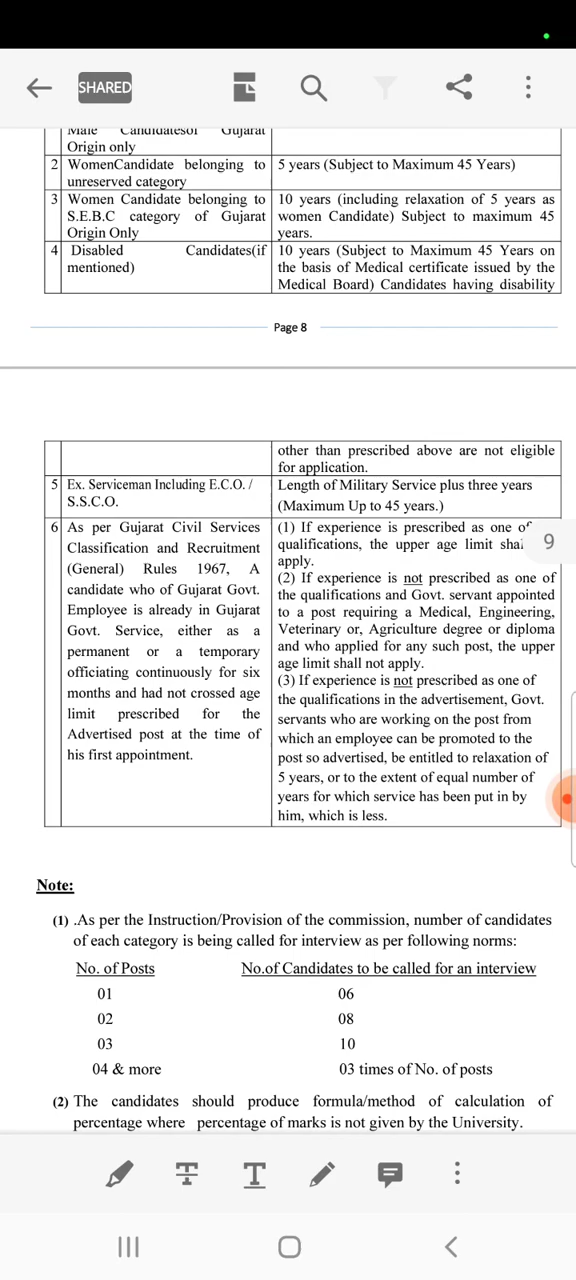 SHARED
Male Candidatesof Gujarat
Origin only
2 WomenCandidate belonging to unreserved category
5 years (Subject to Maximum 45 Years)
3 Women Candidate belonging to
S.E.B.C category of Gujarat
Origin Only
10 years (including relaxation of 5 years as
women Candidate) Subject to maximum 45
years.
4 Disabled Candidates(if
mentioned)
10 years (Subject to Maximum 45 Years on
the basis of Medical certificate issued by the
Medical Board) Candidates having disability
Page 8
other than prescribed above are not eligible
for application.
5 Ex. Serviceman Including E.C.O. /
S.S.C.O.
Length of Military Service plus three years
(Maximum Up to 45 years.)
6 As per Gujarat Civil Services
Classification and Recruitment
(General) Rules 1967, A
candidate who of Gujarat Govt.
Employee is already in Gujarat
Govt. Service, either as a
permanent or a temporary
officiating continuously for six
months and had not crossed age
limit prescribed for the
Advertised post at the time of
his first appointment.
(1) If experience is prescribed as one of
qualifications, the upper age limit shal
apply.
(2) If experience is not prescribed as one of
the qualifications and Govt. servant appointed
to a post requiring a Medical, Engineering,
Veterinary or, Agriculture degree or diploma
and who applied for any such post, the upper
age limit shall not apply.
(3) If experience is not prescribed as one of
the qualifications in the advertisement, Govt.
servants who are working on the post from
which an employee can be promoted to the
post so advertised, be entitled to relaxation of
5 years, or to the extent of equal number of
years for which service has been put in by
him, which is less.
9
Note:
(1) .As per the Instruction/Provision of the commission, number of candidates
of each category is being called for interview as per following norms:
No. of Posts No.of Candidates to be called for an interview
01 06
02 08
03 10
04 & more 03 times of No. of posts
(2) The candidates should produce formula/method of calculation of
percentage where percentage of marks is not given by the University.